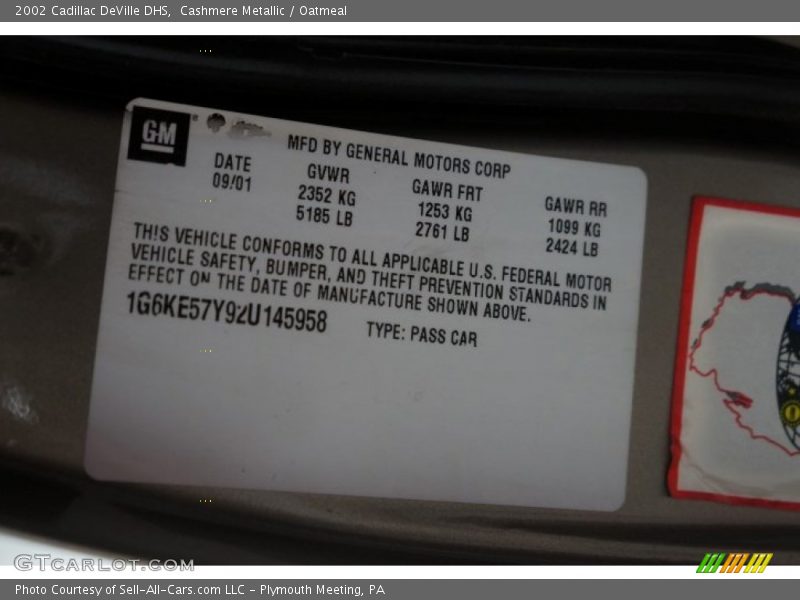 2002 Cadillac DeVille DHS,  Cashmere Metallic / Oatmeal
GM
MFD BY GENERAL MOTORS CORP
DATE GVWR GAWR FRT GAWR RR
09/01 2352 KG 1253 KG 1099 KG
5185 LB 2761 LB 2424 LB
THIS VEHICLE CONFORMS TO ALL APPLICABLE U.S. FEDERAL MOTOR
VEHICLE SAFETY, BUMPER, AND THEFT PREVENTION STANDARDS IN
EFFECT ON THE DATE OF MANUFACTURE SHOWN ABOVE.
1G6KE57Y92U145958 TYPE: PASS CAR
GTCARLOT.COM
Photo Courtesy of Sell-All-Cars.com LLC - Plymouth Meeting, PA